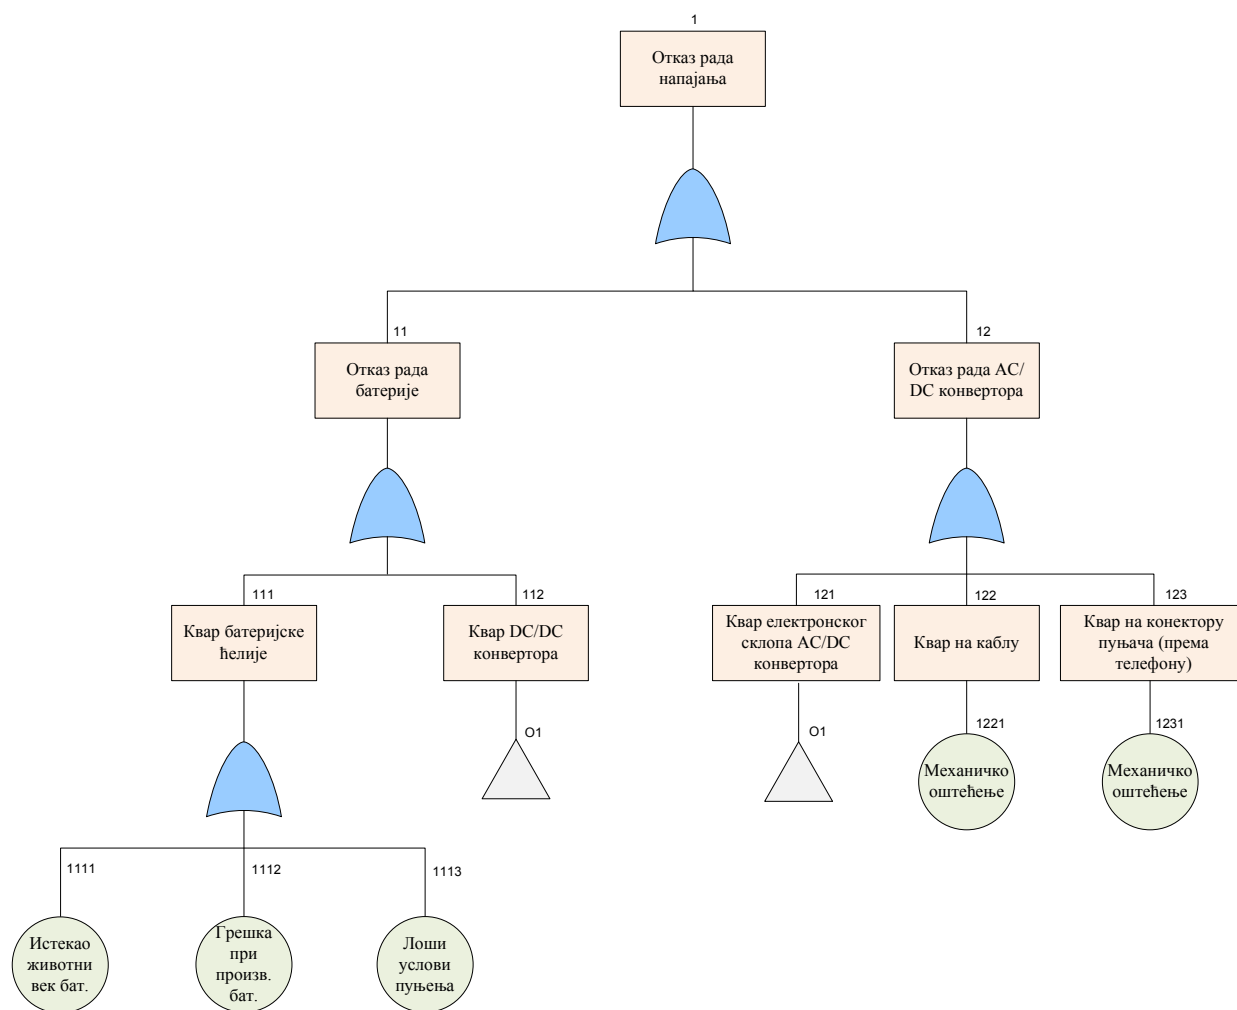 1
Отказ рада
напајања
11
Отказ рада
батерије
12
Отказ рада AC/
DC конвертора
111
Квар батеријске
ћелије
112
Квар DC/DC
конвертора
121
Квар електронског
склопа AC/DC
конвертора
122
Квар на каблу
123
Квар на конектору
пуњача (према
телефону)
O1
O1
1221
Механичко
оштећење
1231
Механичко
оштећење
1111
Истекао
животни
век бат.
1112
Грешка
при
произв.
бат.
1113
Лоши
услови
пуњења